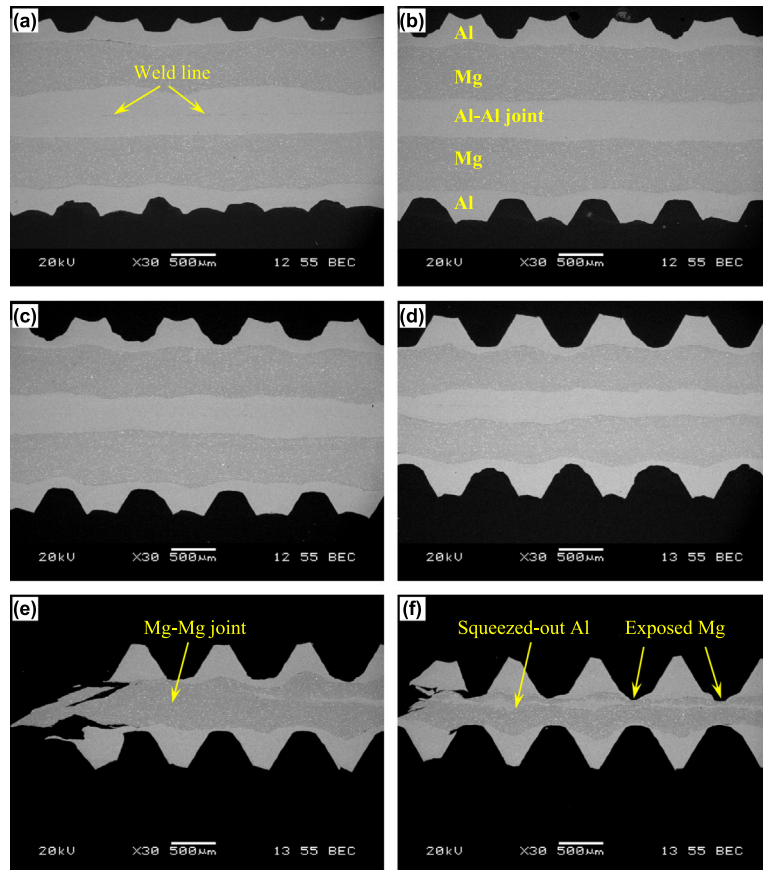 (a)
Weld line
20kV X30 500µm 12 55 BEC
(b)
Al
Mg
Al-Al joint
Mg
Al
20kV X30 500µm 12 55 BEC
(c)
20kV X30 500µm 12 55 BEC
(d)
20kV X30 500µm 13 55 BEC
(e)
Mg-Mg joint
20kV X30 500µm 13 55 BEC
(f)
Squeezed-out Al Exposed Mg
20kV X30 500µm 13 55 BEC